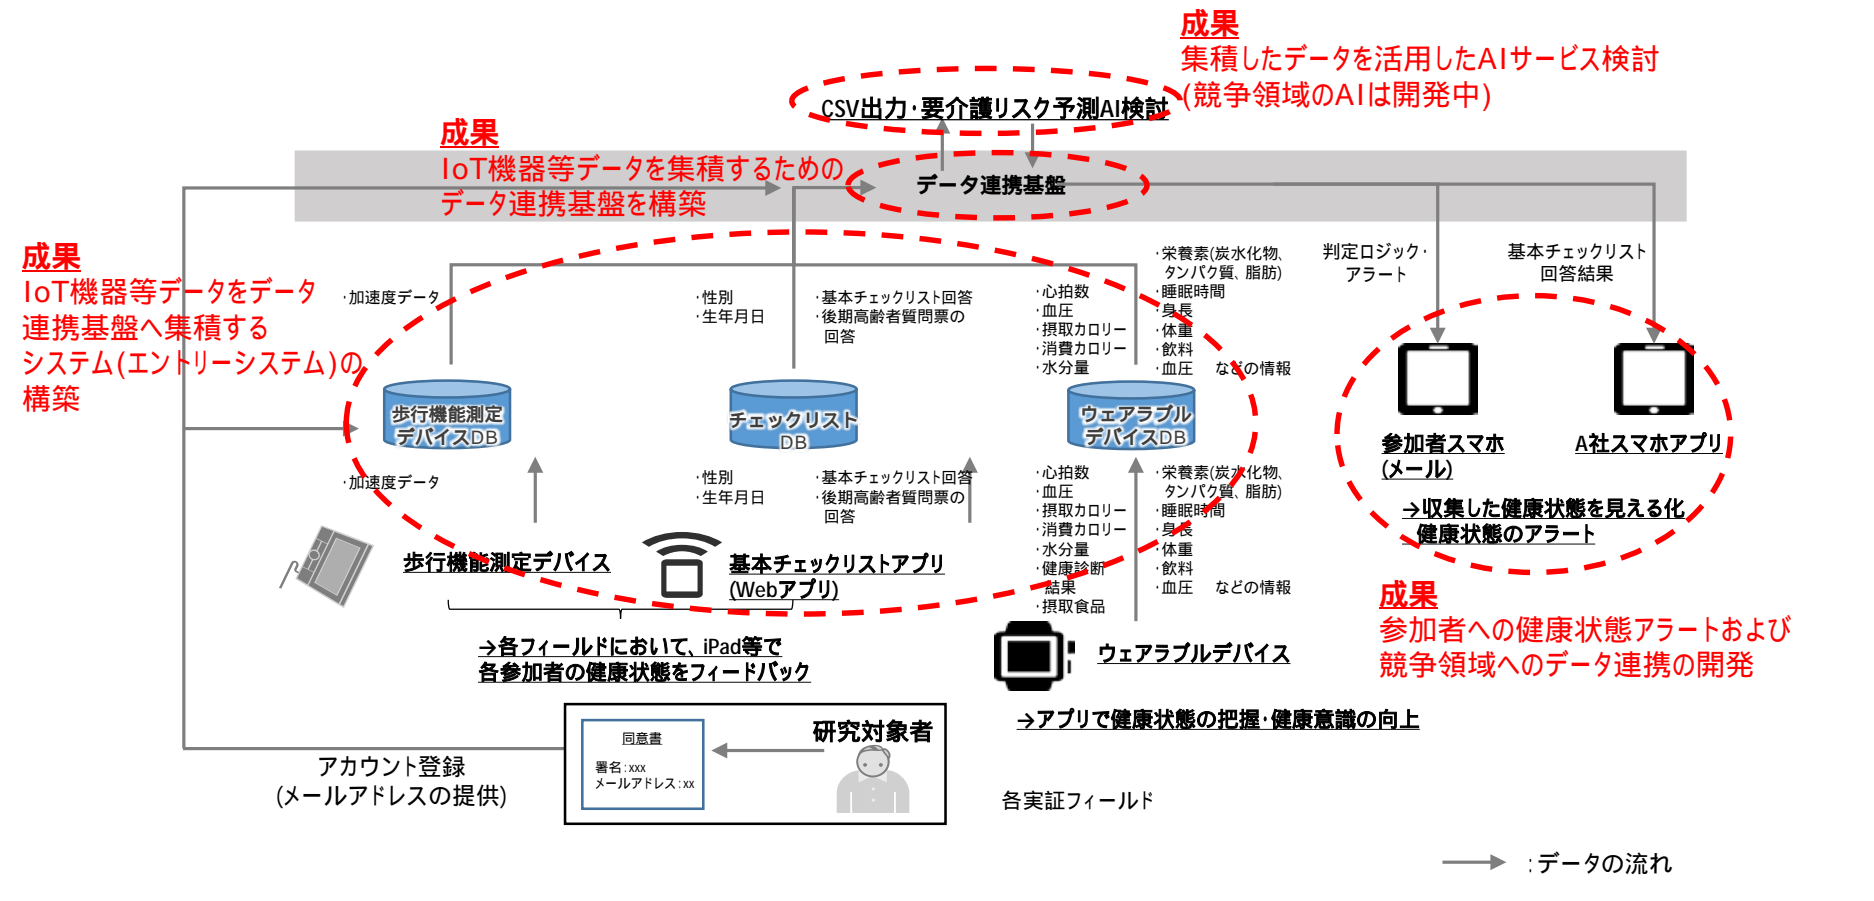 成果
集積したデータを活用したAIサービス検討
(競争領域のAIは開発中)
CSV出力・要介護リスク予測AI検討
成果
IoT機器等データを集積するための
データ連携基盤を構築
データ連携基盤
成果
IoT機器等データをデータ
連携基盤へ集積する
システム(エントリーシステム)の
構築
・加速度データ
・性別
・生年月日
・基本チェックリスト回答
・後期高齢者質問票の
回答
・心拍数
・血圧
・摂取カロリー
・消費カロリー
・水分量
・栄養素(炭水化物、
タンパク質、脂肪)
・睡眠時間
・身長
・体重
・飲料
・血圧 などの情報
判定ロジック・
アラート
基本チェックリスト
回答結果
歩行機能測定
デバイスDB
チェックリスト
DB
ウェアラブル
デバイスDB
参加者スマホ
(メール)
A社スマホアプリ
→収集した健康状態を見える化
健康状態のアラート
・加速度データ
・性別
・生年月日
・基本チェックリスト回答
・後期高齢者質問票の
回答
・心拍数
・血圧
・摂取カロリー
・消費カロリー
・水分量
・健康診断
結果
・摂取食品
・栄養素(炭水化物、
タンパク質、脂肪)
・睡眠時間
・身長
・体重
・飲料
・血圧 などの情報
歩行機能測定デバイス
基本チェックリストアプリ
(Webアプリ)
→各フィールドにおいて、iPad等で
各参加者の健康状態をフィードバック
ウェアラブルデバイス
→アプリで健康状態の把握・健康意識の向上
成果
参加者への健康状態アラートおよび
競争領域へのデータ連携の開発
研究対象者
同意書
署名：xxx
メールアドレス：xx
アカウント登録
(メールアドレスの提供)
各実証フィールド
：データの流れ